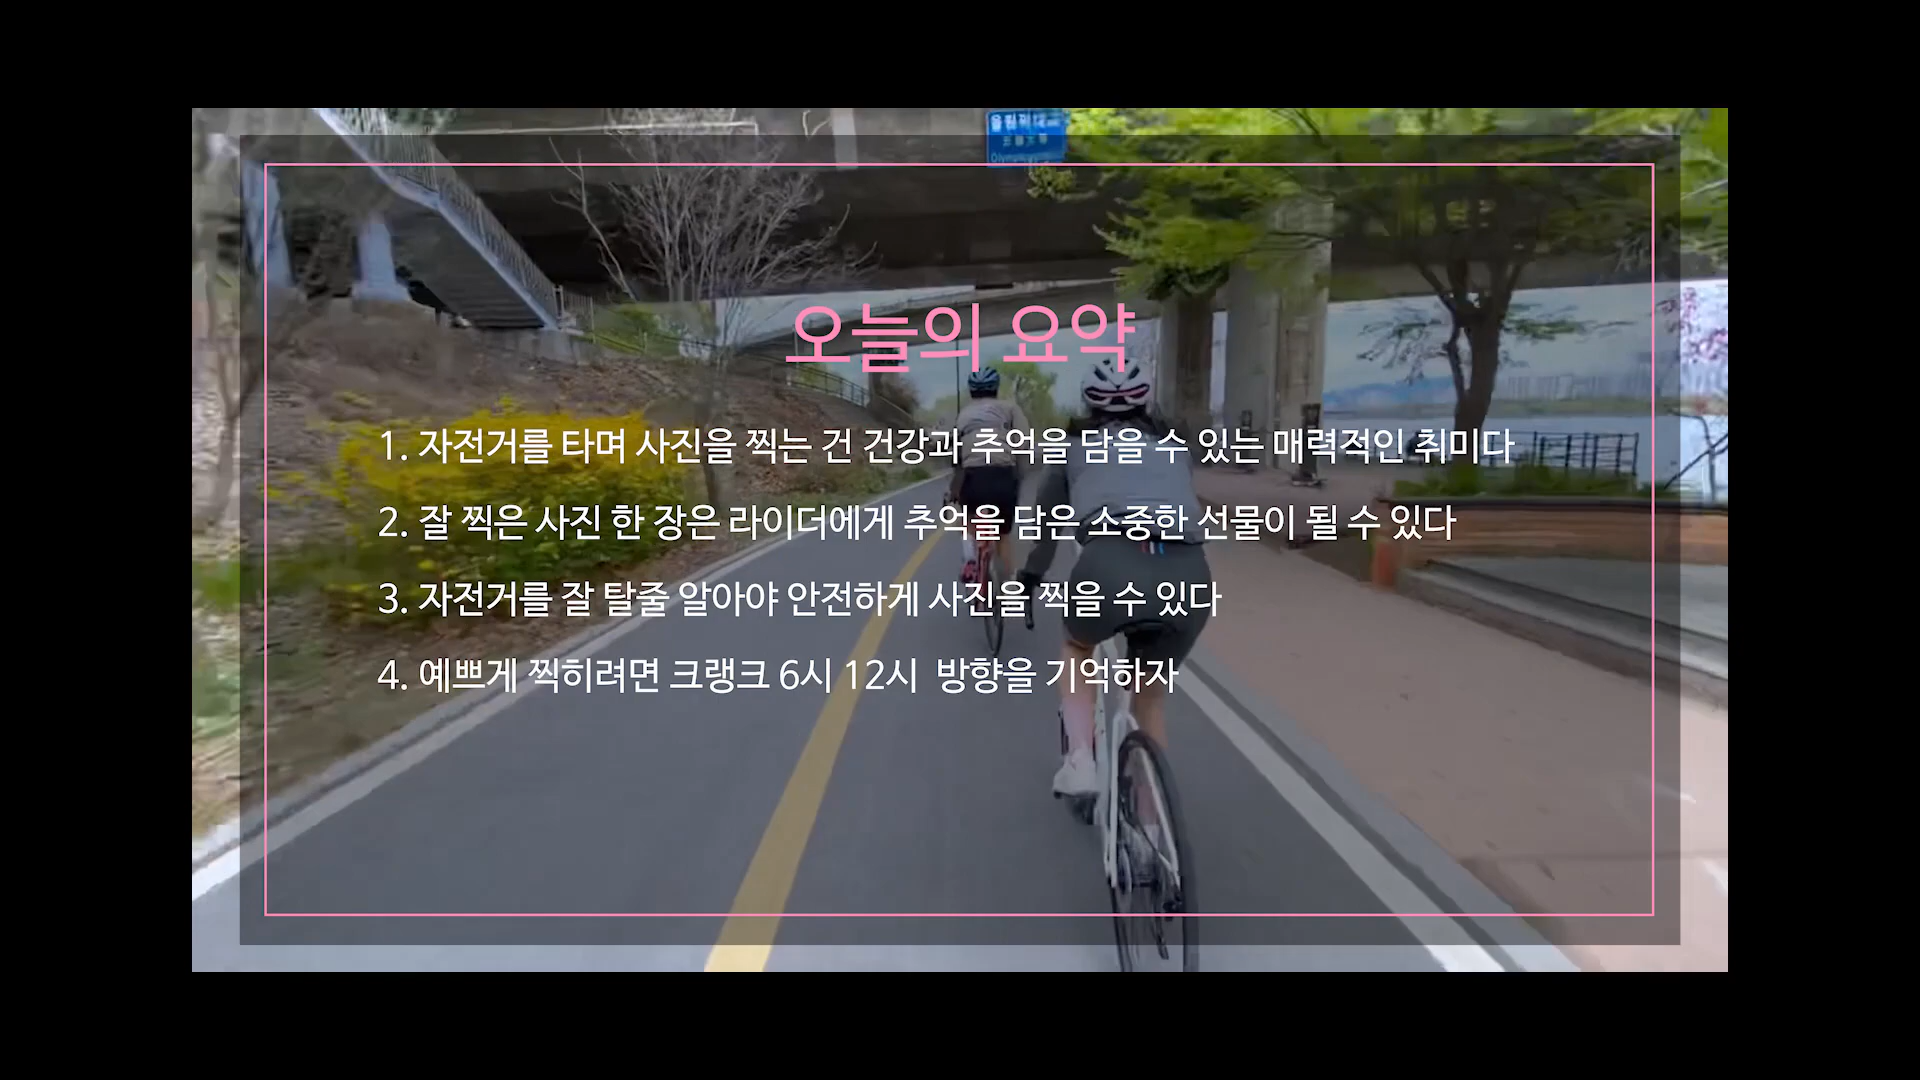 오늘의 요약
1. 자전거를 타며 사진을 찍는 건 건강과 추억을 담을 수 있는 매력적인 취미다
2. 잘 찍은 사진 한 장은 라이더에게 추억을 담은 소중한 선물이 될 수 있다
3. 자전거를 잘 탈줄 알아야 안전하게 사진을 찍을 수 있다
4. 예쁘게 찍히려면 크랭크 6시 12시  방향을 기억하자